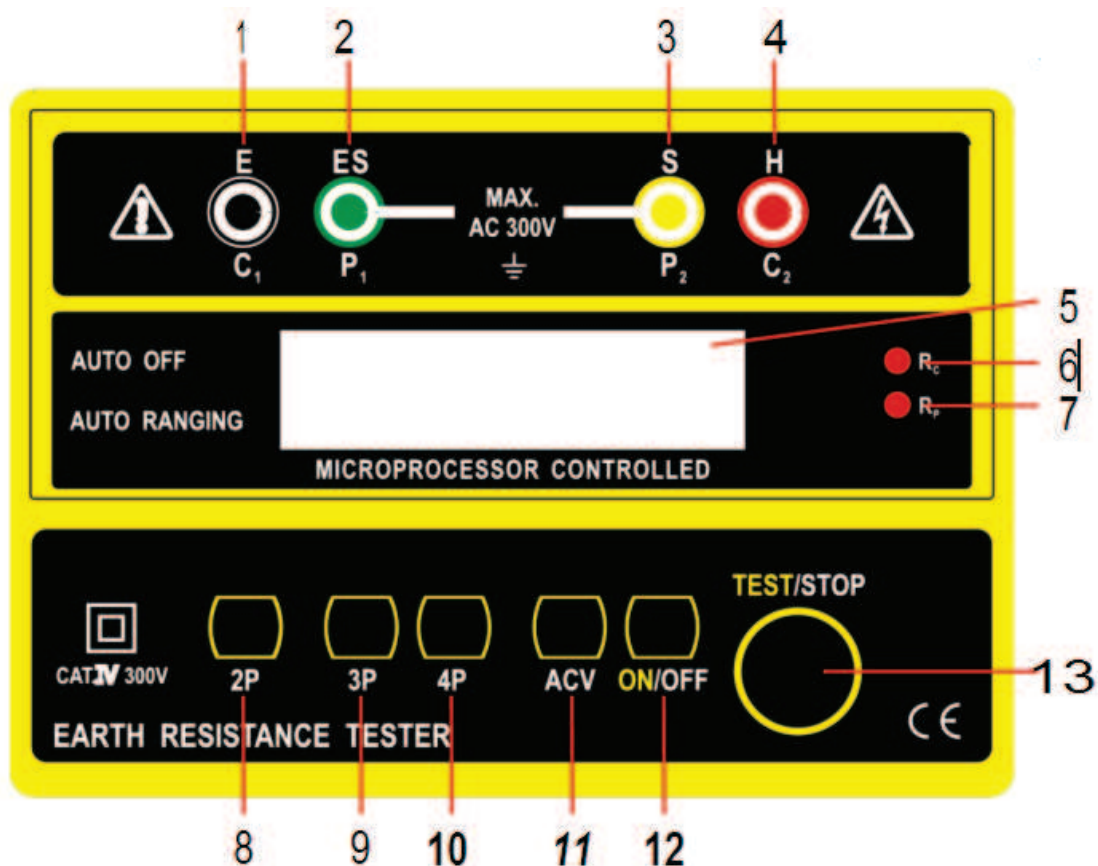 1 2 3 4
E ES S H
MAX.
AC 300V
C₁ P₁ P₂ C₂
5
AUTO OFF
R꜀ 6
AUTO RANGING
Rₚ 7
MICROPROCESSOR CONTROLLED
TEST/STOP
CAT.IV 300V
2P 3P 4P ACV ON/OFF
13
EARTH RESISTANCE TESTER
CE
8 9 10 11 12